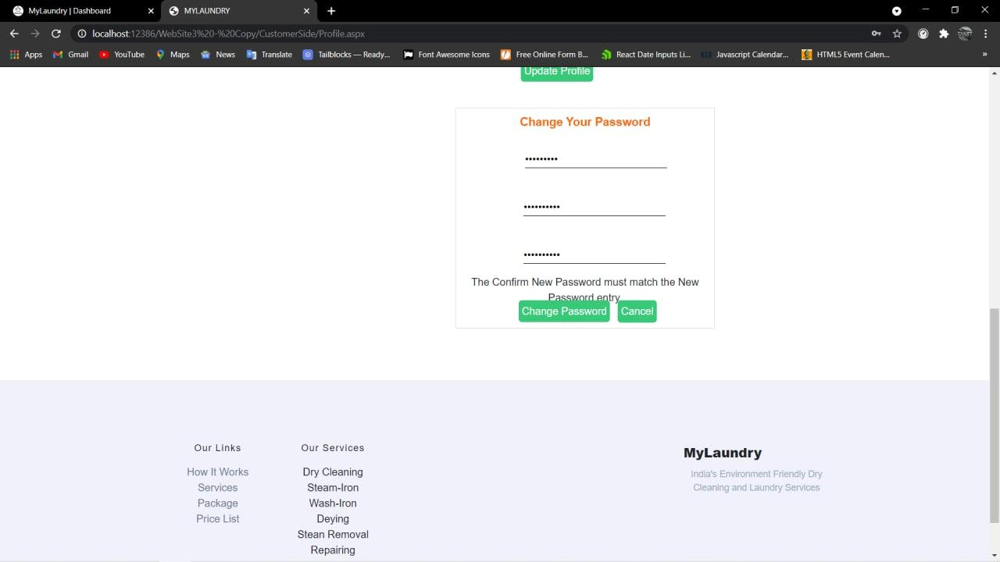 MyLaundry | Dashboard
MYLAUNDRY
localhost:12386/WebSite3%20-%20Copy/CustomerSide/Profile.aspx
Apps Gmail YouTube Maps News Translate Tailblocks — Ready... Font Awesome Icons Free Online Form B... React Date Inputs Li... Javascript Calendar... HTML5 Event Calen... »
Update Profile
Change Your Password
•••••••••
••••••••••
••••••••••
The Confirm New Password must match the New
Password entry.
Change Password Cancel
Our Links
How It Works
Services
Package
Price List
Our Services
Dry Cleaning
Steam-Iron
Wash-Iron
Deying
Stean Removal
Repairing
MyLaundry
India's Environment Friendly Dry
Cleaning and Laundry Services